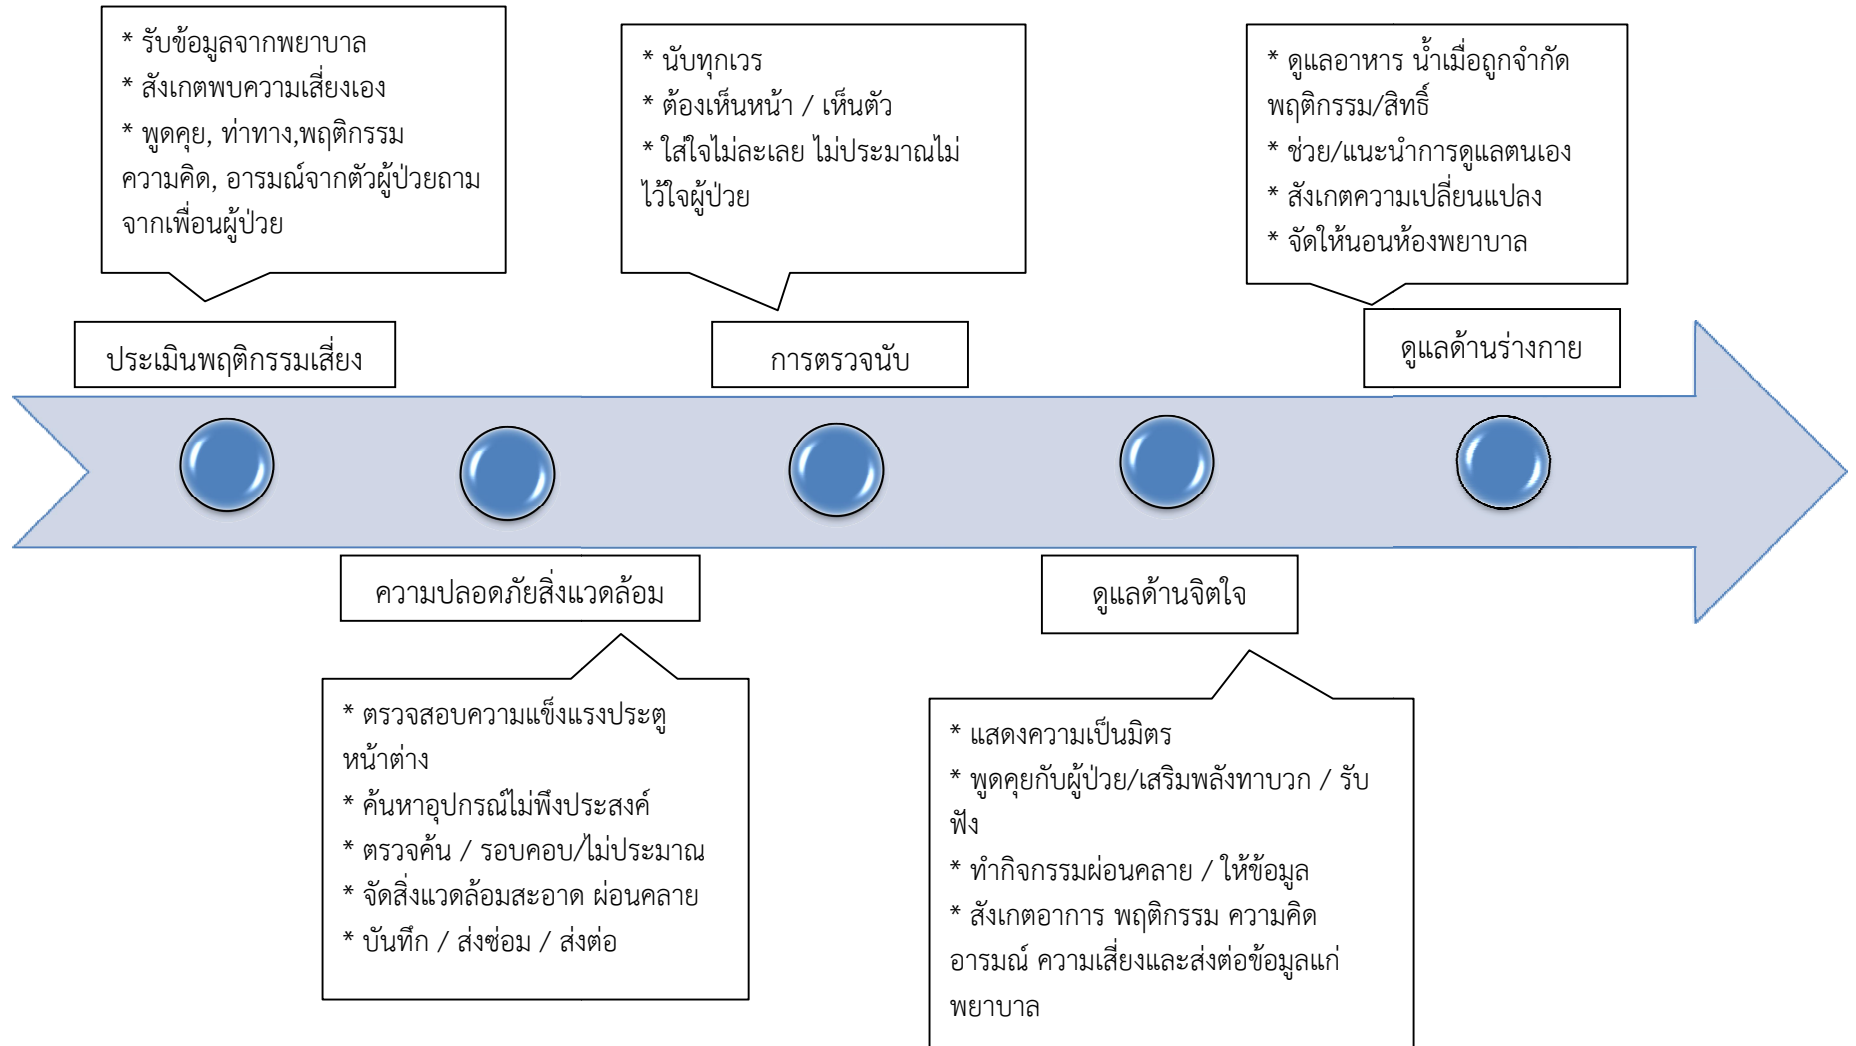 * รับข้อมูลจากพยาบาล
* สังเกตพบความเสี่ยงเอง
* พูดคุย, ท่าทาง,พฤติกรรม
ความคิด, อารมณ์จากตัวผู้ป่วยถาม
จากเพื่อนผู้ป่วย
* นับทุกเวร
* ต้องเห็นหน้า / เห็นตัว
* ใส่ใจไม่ละเลย ไม่ประมาณไม่
ไว้ใจผู้ป่วย
* ดูแลอาหาร น้ำเมื่อถูกจำกัด
พฤติกรรม/สิทธิ์
* ช่วย/แนะนำการดูแลตนเอง
* สังเกตความเปลี่ยนแปลง
* จัดให้นอนห้องพยาบาล
ประเมินพฤติกรรมเสี่ยง
การตรวจนับ
ดูแลด้านร่างกาย
ความปลอดภัยสิ่งแวดล้อม
ดูแลด้านจิตใจ
* ตรวจสอบความแข็งแรงประตู
หน้าต่าง
* ค้นหาอุปกรณ์ไม่พึงประสงค์
* ตรวจค้น / รอบคอบ/ไม่ประมาณ
* จัดสิ่งแวดล้อมสะอาด ผ่อนคลาย
* บันทึก / ส่งซ่อม / ส่งต่อ
* แสดงความเป็นมิตร
* พูดคุยกับผู้ป่วย/เสริมพลังทาบวก / รับ
ฟัง
* ทำกิจกรรมผ่อนคลาย / ให้ข้อมูล
* สังเกตอาการ พฤติกรรม ความคิด
อารมณ์ ความเสี่ยงและส่งต่อข้อมูลแก่
พยาบาล